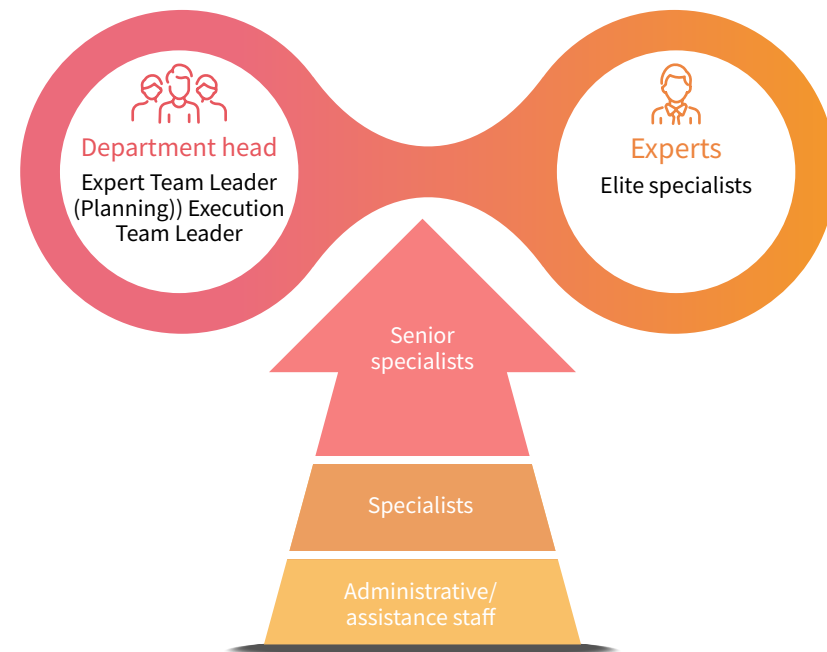 Department head
Expert Team Leader
(Planning)) Execution
Team Leader
Experts
Elite specialists
Senior
specialists
Specialists
Administrative/
assistance staff